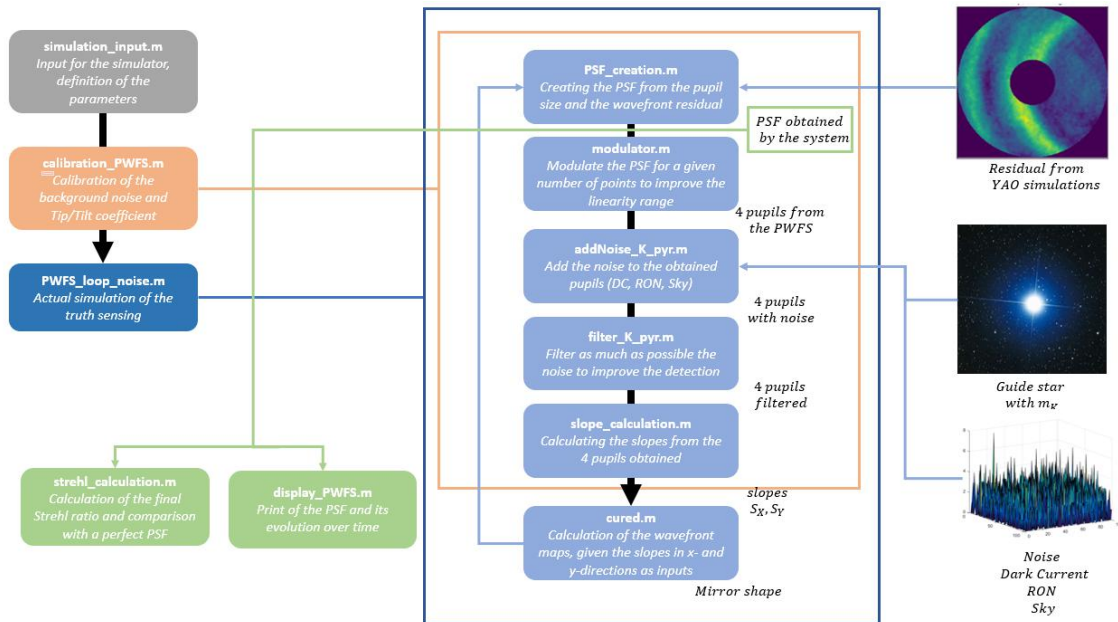 simulation_input.m
Input for the simulator,
definition of the
parameters
calibration_PWFS.m
Calibration of the
background noise and
Tip/Tilt coefficient
PWFS_loop_noise.m
Actual simulation of the
truth sensing
strehl_calculation.m
Calculation of the final
Strehl ratio and comparison
with a perfect PSF
display_PWFS.m
Print of the PSF and its
evolution over time
PSF_creation.m
Creating the PSF from the pupil
size and the wavefront residual
PSF obtained
by the system
modulator.m
Modulate the PSF for a given
number of points to improve the
linearity range
4 pupils from
the PWFS
addNoise_K_pyr.m
Add the noise to the obtained
pupils (DC, RON, Sky)
4 pupils
with noise
filter_K_pyr.m
Filter as much as possible the
noise to improve the detection
4 pupils
filtered
slope_calculation.m
Calculating the slopes from the
4 pupils obtained
slopes
S_X, S_Y
cured.m
Calculation of the wavefront
maps, given the slopes in x- and
y-directions as inputs
Mirror shape
Residual from
YAO simulations
Guide star
with m_K
Noise
Dark Current
RON
Sky